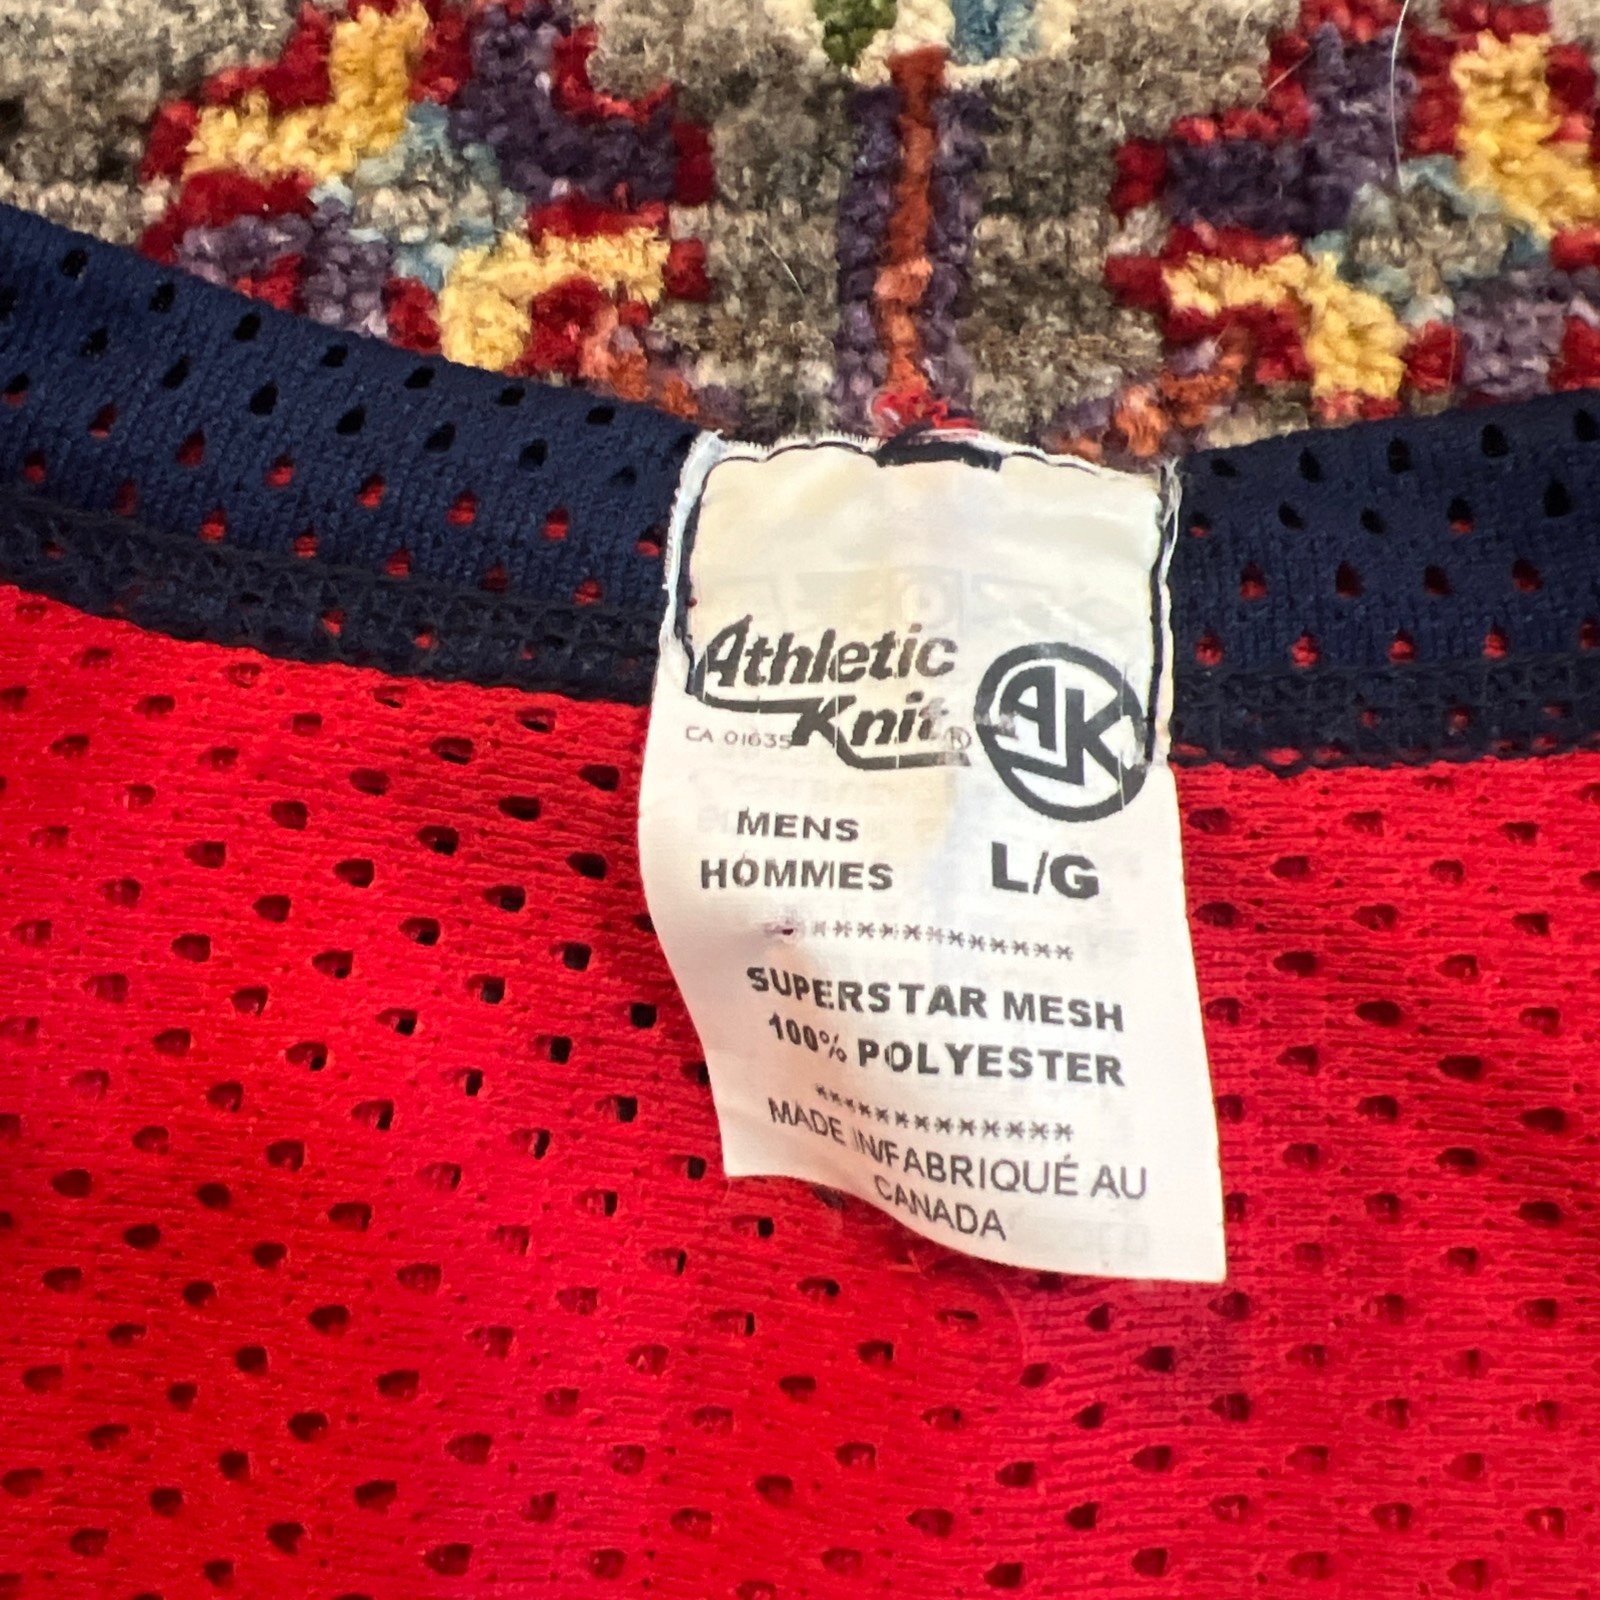 Athletic
Knit®
CA 01635
AK
MENS
HOMMES
L/G
SUPERSTAR MESH
100% POLYESTER
MADE IN/FABRIQUÉ AU
CANADA